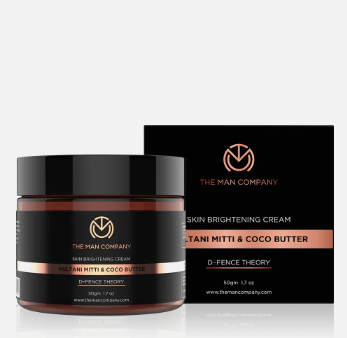 THE MAN COMPANY
SKIN BRIGHTENING CREAM
MULTANI MITTI & COCO BUTTER
D-FENCE THEORY
50gm 1.7 oz
www.themancompany.com
THE MAN COMPANY
SKIN BRIGHTENING CREAM
LTANI MITTI & COCO BUTTER
D-FENCE THEORY
50gm 1.7 oz
www.themancompany.com